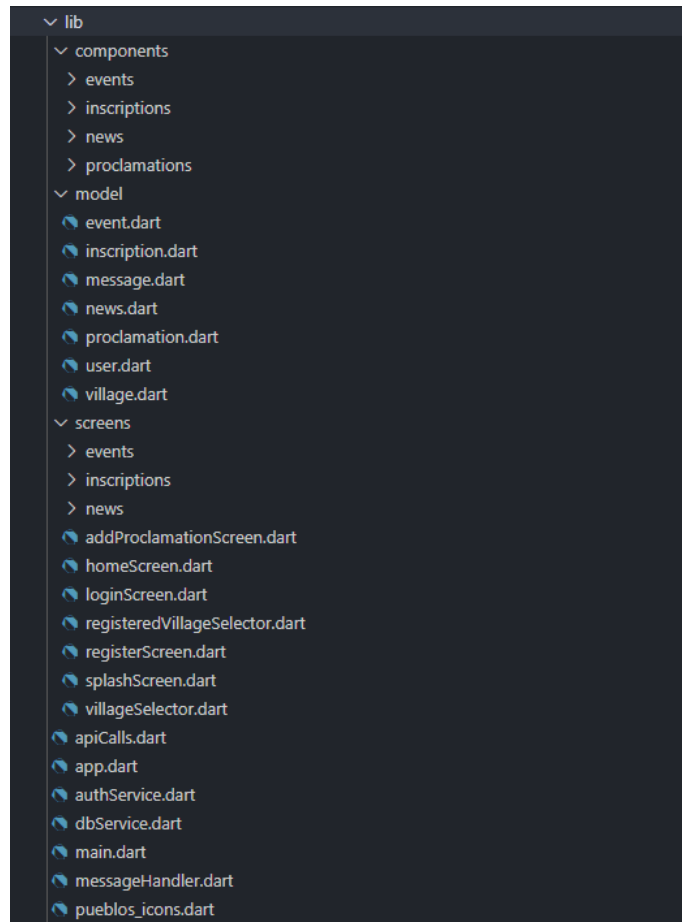 lib
components
events
inscriptions
news
proclamations
model
event.dart
inscription.dart
message.dart
news.dart
proclamation.dart
user.dart
village.dart
screens
events
inscriptions
news
addProclamationScreen.dart
homeScreen.dart
loginScreen.dart
registeredVillageSelector.dart
registerScreen.dart
splashScreen.dart
villageSelector.dart
apiCalls.dart
app.dart
authService.dart
dbService.dart
main.dart
messageHandler.dart
pueblos_icons.dart